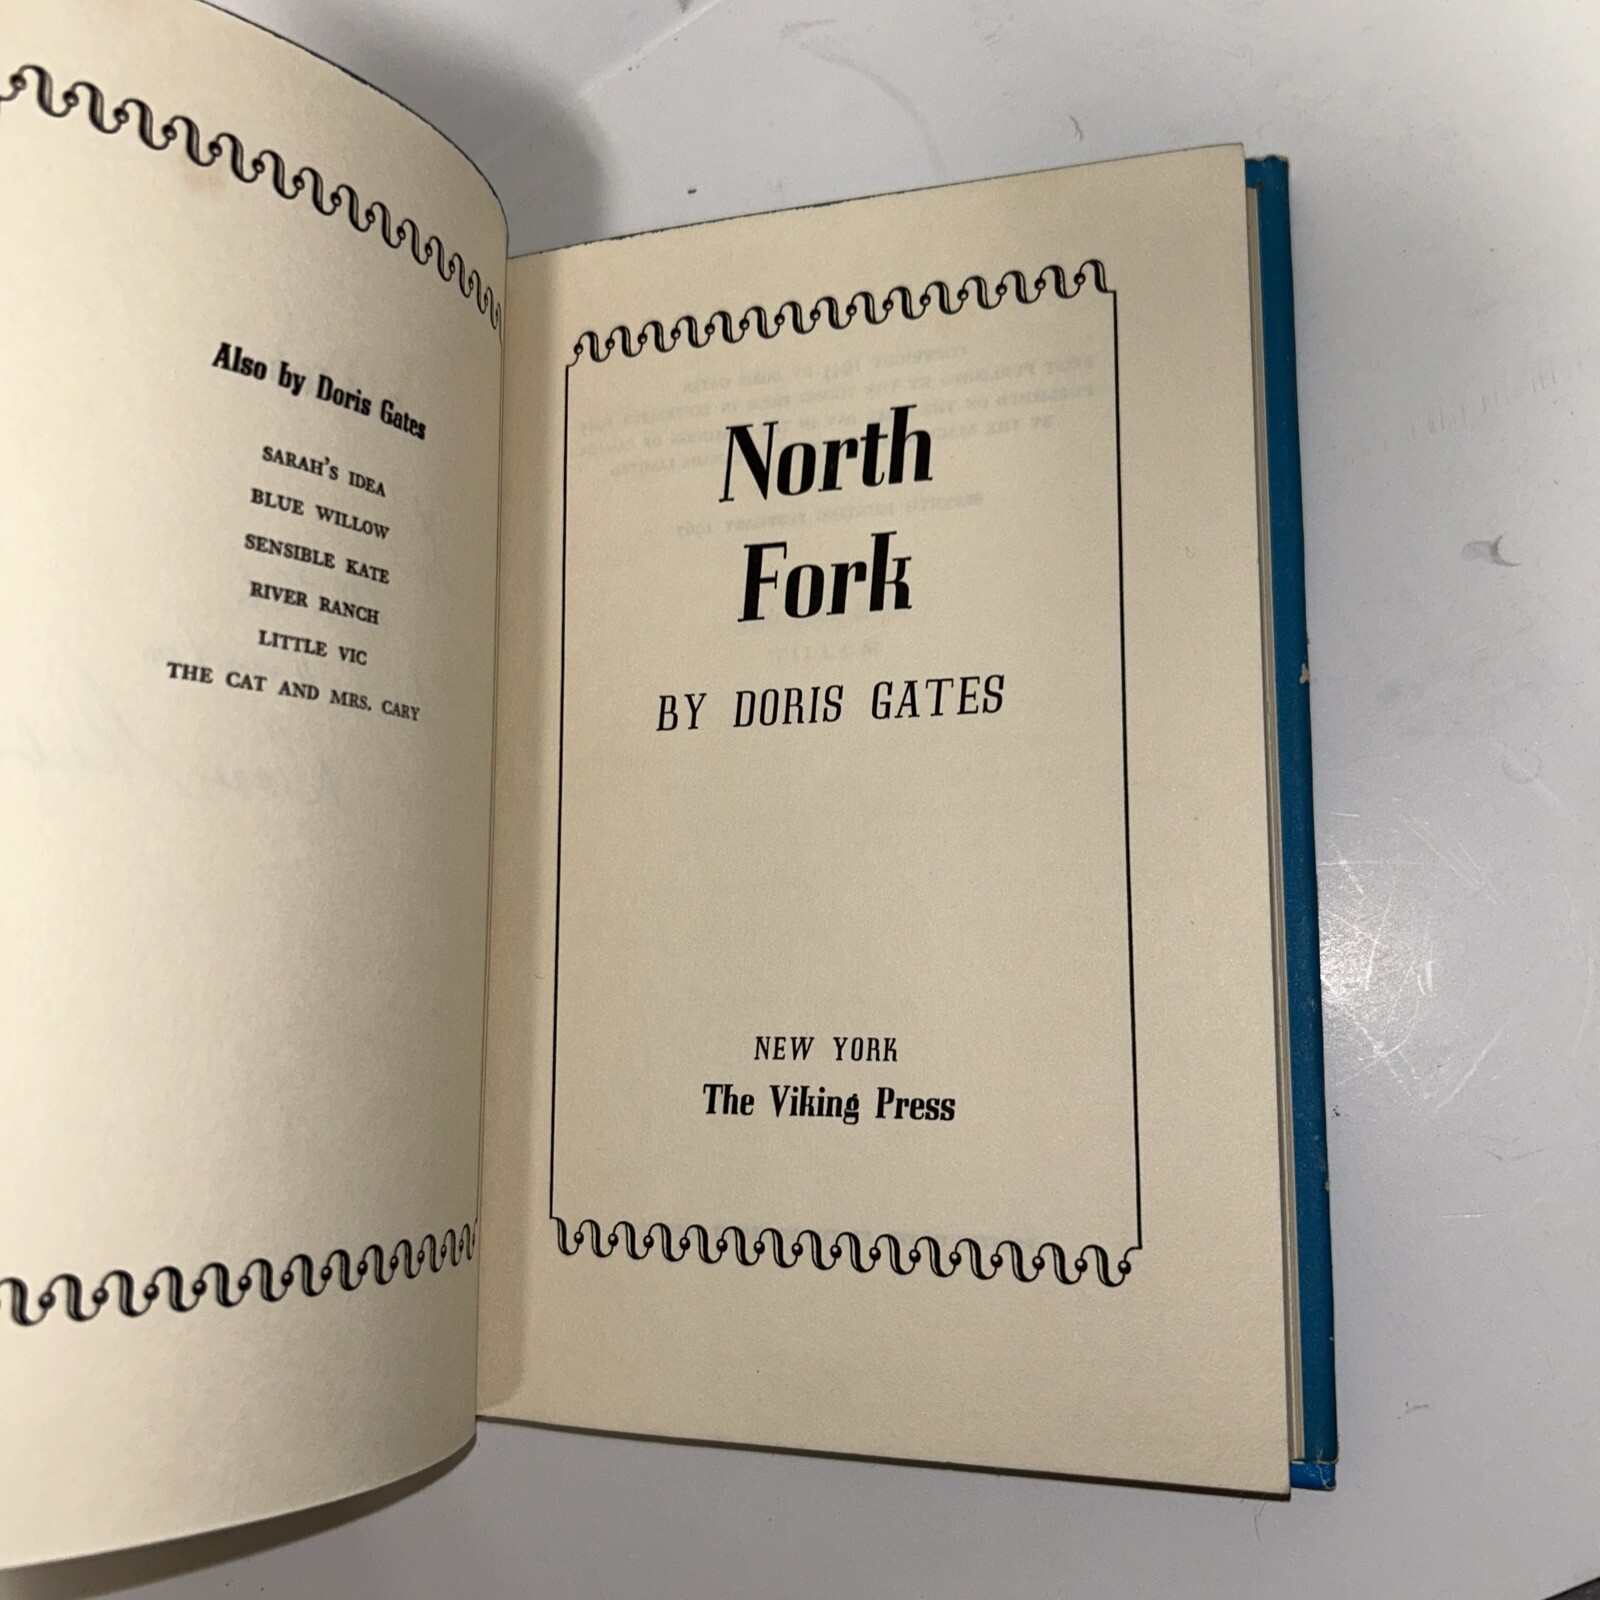 Also by Doris Gates
SARAH'S IDEA
BLUE WILLOW
SENSIBLE KATE
RIVER RANCH
LITTLE VIC
THE CAT AND MRS. CARY
North
Fork
BY DORIS GATES
NEW YORK
The Viking Press